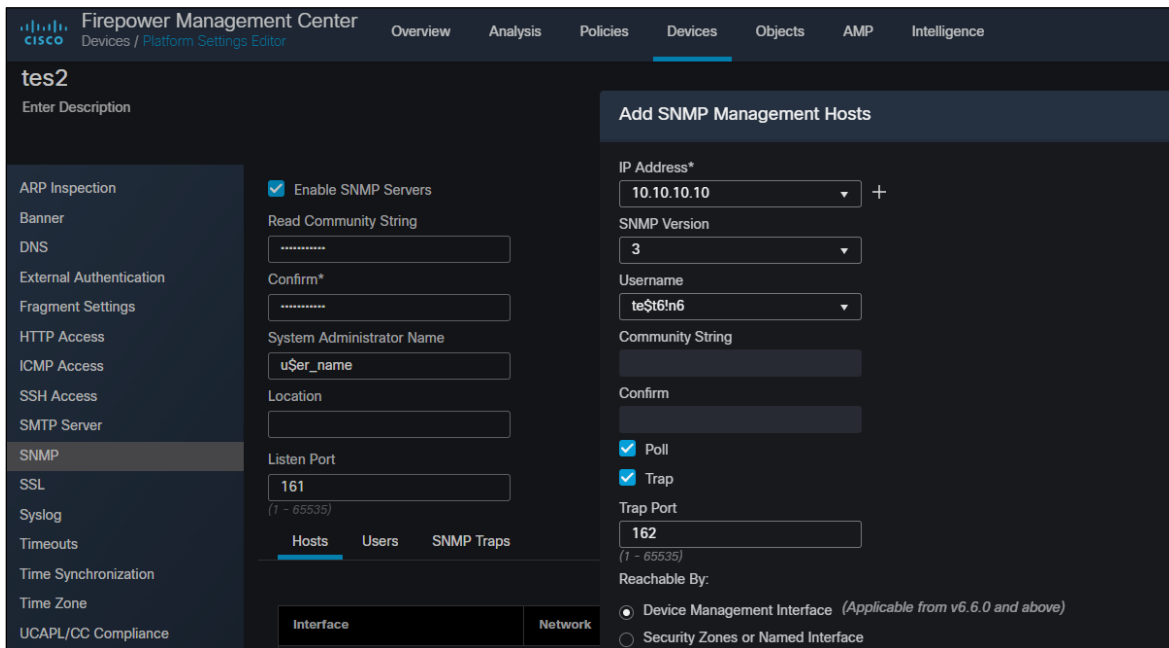 cisco
Firepower Management Center
Devices / Platform Settings Editor
Overview Analysis Policies Devices Objects AMP Intelligence
tes2
Enter Description
ARP Inspection
Banner
DNS
External Authentication
Fragment Settings
HTTP Access
ICMP Access
SSH Access
SMTP Server
SNMP
SSL
Syslog
Timeouts
Time Synchronization
Time Zone
UCAPL/CC Compliance
Enable SNMP Servers
Read Community String
···········
Confirm*
···········
System Administrator Name
u$er_name
Location
Listen Port
161
(1 - 65535)
Hosts Users SNMP Traps
Interface Network
Add SNMP Management Hosts
IP Address*
10.10.10.10
SNMP Version
3
Username
te$t6!n6
Community String
Confirm
Poll
Trap
Trap Port
162
(1 - 65535)
Reachable By:
Device Management Interface (Applicable from v6.6.0 and above)
Security Zones or Named Interface